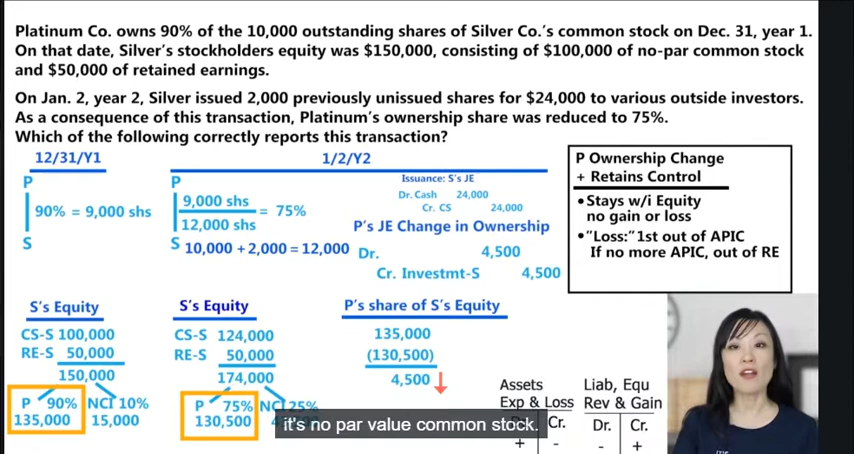 Platinum Co. owns 90% of the 10,000 outstanding shares of Silver Co.'s common stock on Dec. 31, year 1.
On that date, Silver's stockholders equity was $150,000, consisting of $100,000 of no-par common stock
and $50,000 of retained earnings.
On Jan. 2, year 2, Silver issued 2,000 previously unissued shares for $24,000 to various outside investors.
As a consequence of this transaction, Platinum's ownership share was reduced to 75%.
Which of the following correctly reports this transaction?
12/31/Y1
P
90% = 9,000 shs
S
1/2/Y2
P
9,000 shs
12,000 shs
= 75%
S
10,000 + 2,000 = 12,000
Issuance: S's JE
Dr. Cash 24,000
Cr. CS 24,000
P's JE Change in Ownership
Dr. 4,500
Cr. Investmt-S 4,500
P Ownership Change
+ Retains Control
•Stays w/i Equity
no gain or loss
•"Loss:"1st out of APIC
If no more APIC, out of RE
S's Equity
CS-S 100,000
RE-S 50,000
150,000
P 90% NCI 10%
135,000 15,000
S's Equity
CS-S 124,000
RE-S 50,000
174,000
P 75% NCI 25%
130,500
P's share of S's Equity
135,000
(130,500)
4,500
it's no par value common stock.
Assets
Exp & Loss
Cr.
+ -
Liab, Equ
Rev & Gain
Dr. Cr.
- +